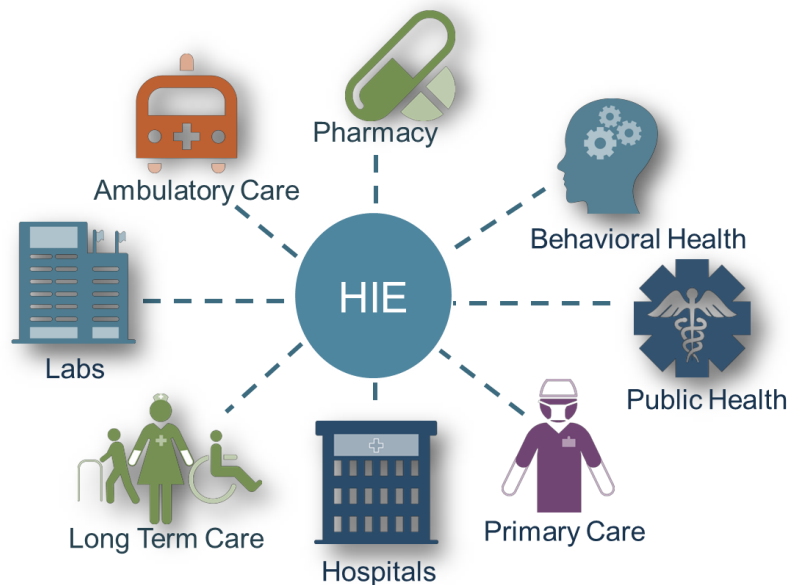 Pharmacy
Ambulatory Care
Behavioral Health
HIE
Labs
Public Health
Long Term Care
Primary Care
Hospitals